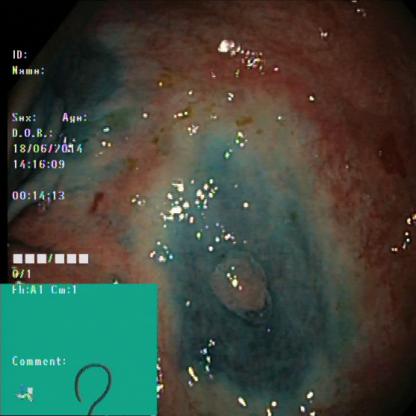 ID:
Name:
Sex: Age:
D.O.B.:
18/06/2014
14:16:09
00:14:13
■■■/■■■
0/1
Eh:A1 Cm:1
Comment: